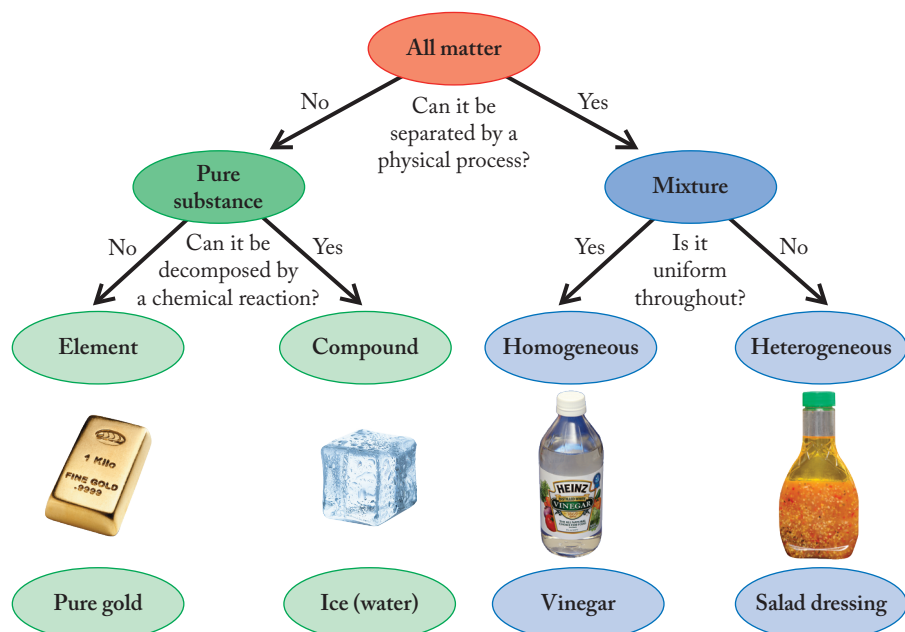 All matter
No
Can it be
separated by a
physical process?
Yes
Pure
substance
Mixture
No
Can it be
decomposed by
a chemical reaction?
Yes
Yes
Is it
uniform
throughout?
No
Element
Compound
Homogeneous
Heterogeneous
1 Kilo
FINE GOLD
.9999
HEINZ
VINEGAR
Pure gold
Ice (water)
Vinegar
Salad dressing